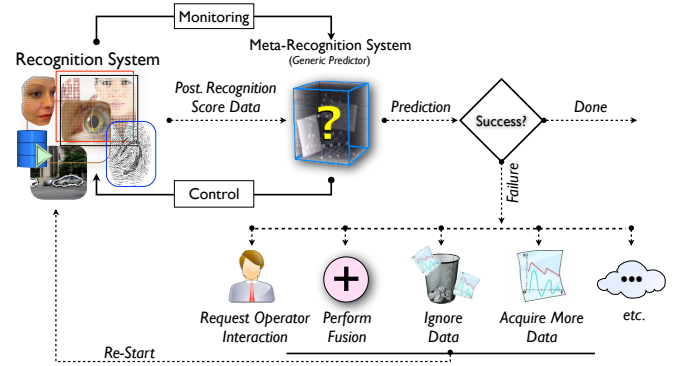 Monitoring
Meta-Recognition System
(Generic Predictor)
Recognition System
Post. Recognition
Score Data
?
Prediction
Success?
Done
Control
Failure
+
...
Request Operator
Interaction
Perform
Fusion
Ignore
Data
Acquire More
Data
etc.
Re-Start